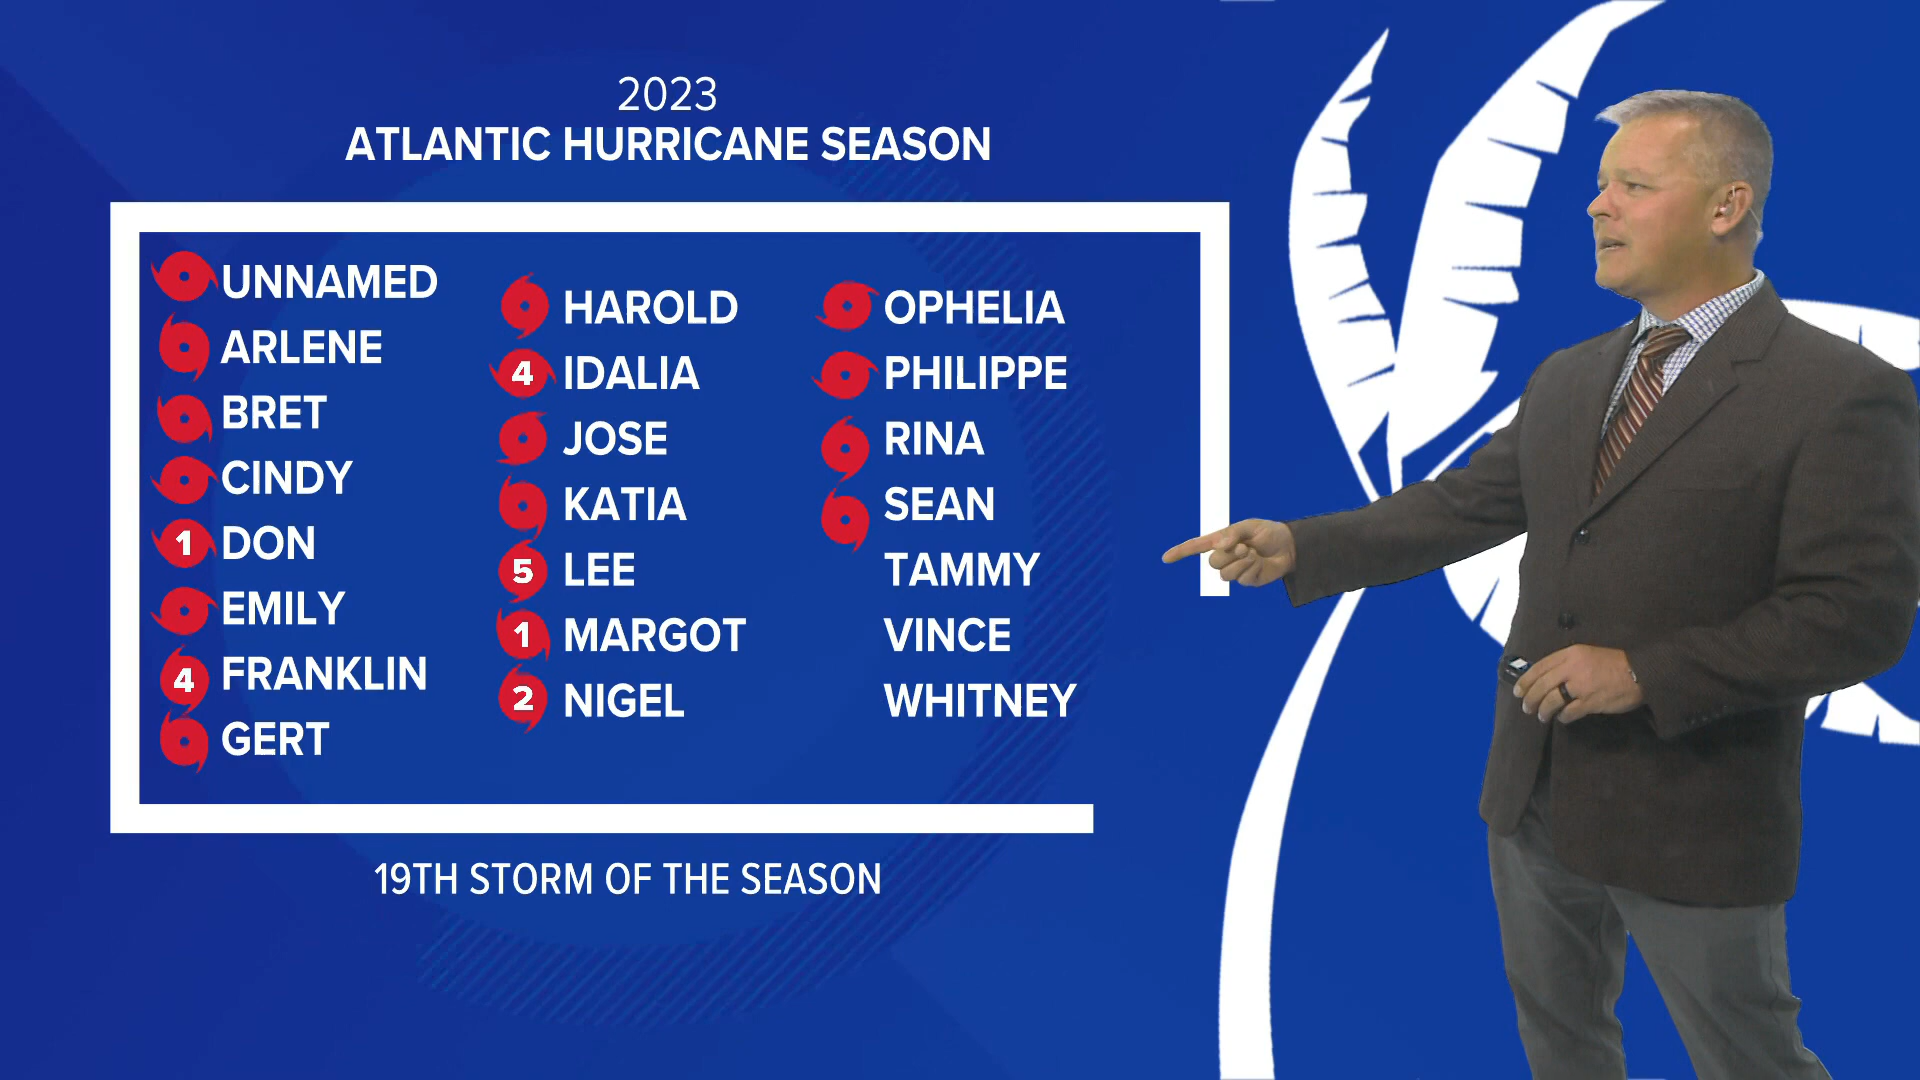 2023
ATLANTIC HURRICANE SEASON
UNNAMED
ARLENE
BRET
CINDY
1 DON
EMILY
4 FRANKLIN
GERT
HAROLD
4 IDALIA
JOSE
KATIA
5 LEE
1 MARGOT
2 NIGEL
OPHELIA
PHILIPPE
RINA
SEAN
TAMMY
VINCE
WHITNEY
19TH STORM OF THE SEASON